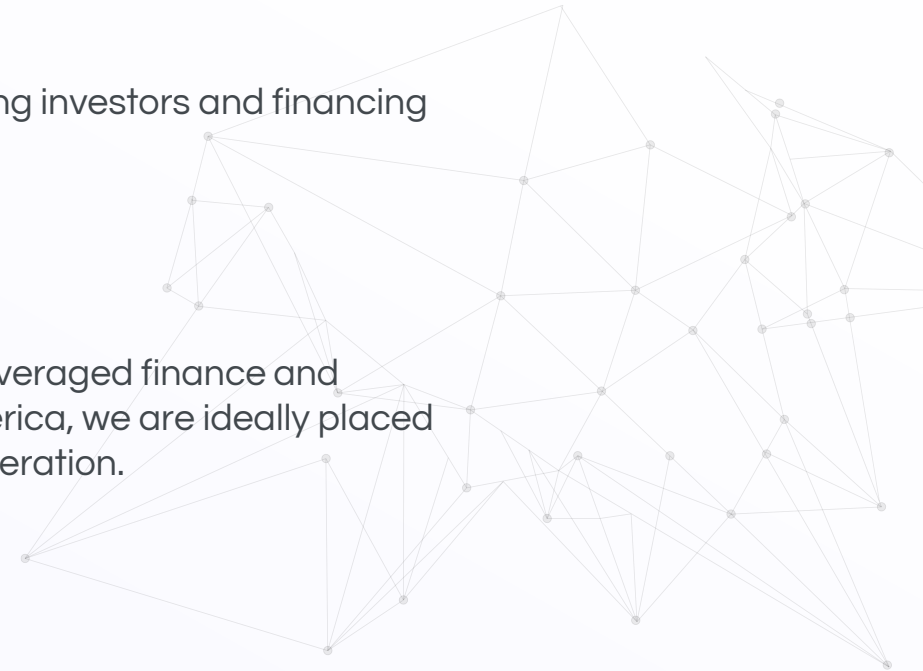 ng investors and financing
veraged finance and
erica, we are ideally placed
eration.